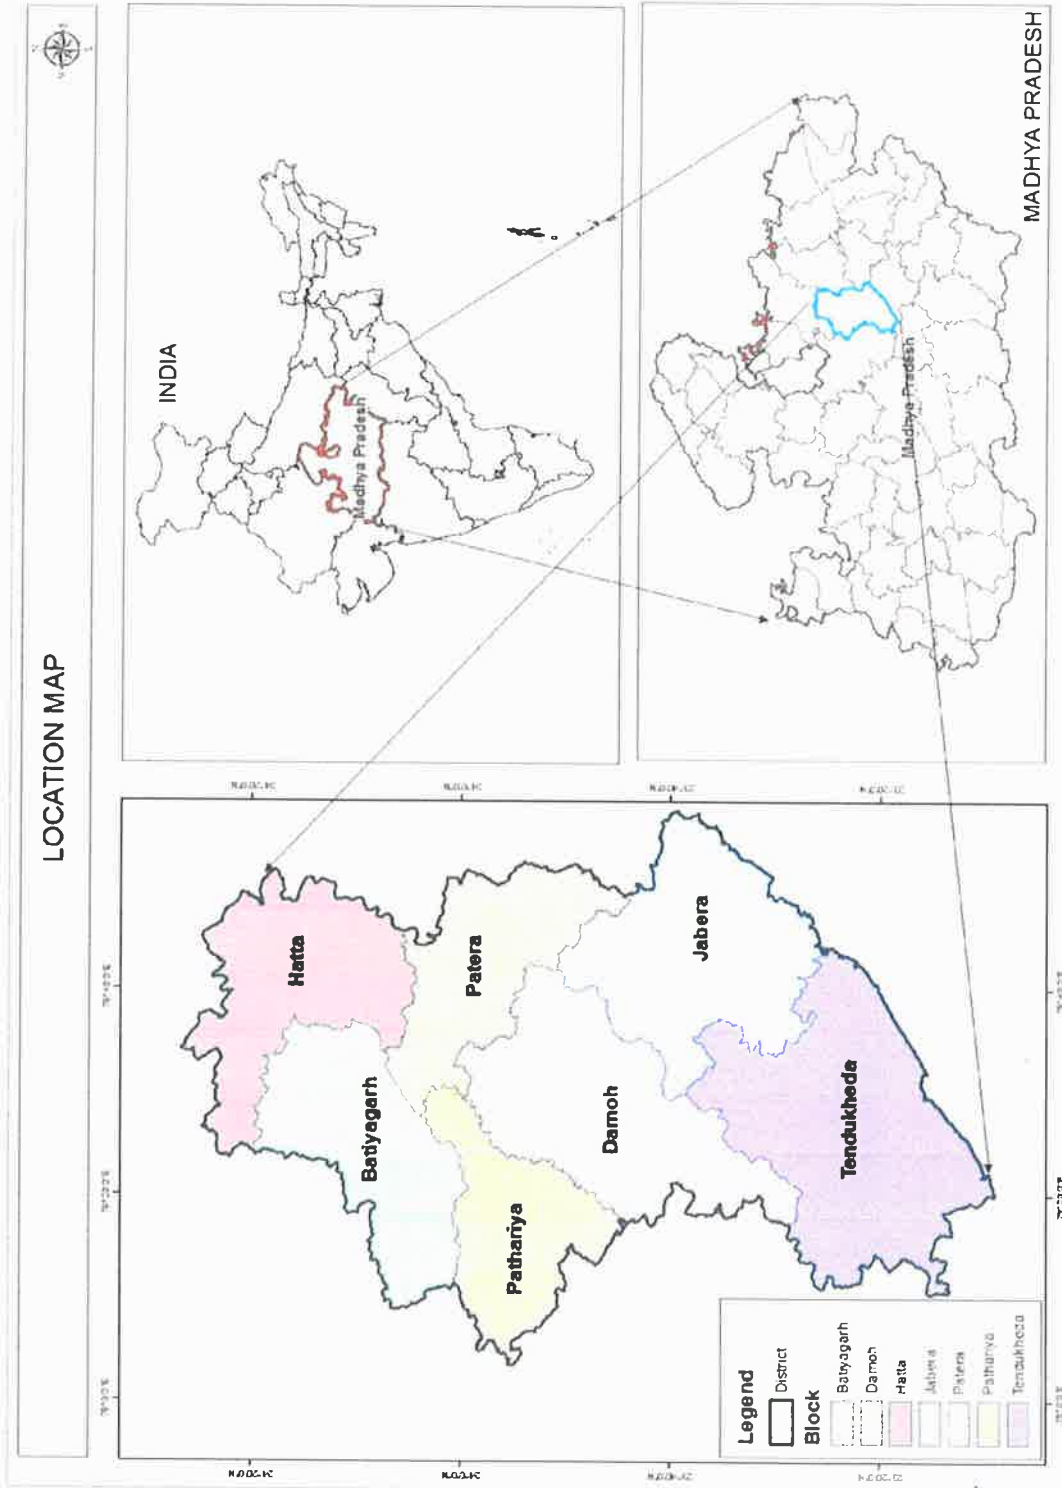 LOCATION MAP
INDIA
Madhya Pradesh
MADHYA PRADESH
Madhya Pradesh
Hatta
Patera
Batiyagarh
Jabera
Damoh
Pathariya
Tendukheda
Legend
District
Block
Batiyagarh
Damoh
Hatta
Jabera
Patera
Pathariya
Tendukheda